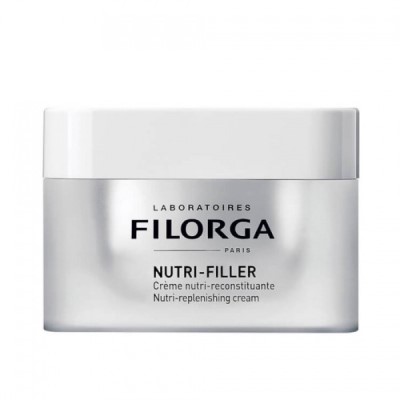 LABORATOIRES
FILORGA
PARIS
NUTRI-FILLER
Crème nutri-reconstituante
Nutri-replenishing cream